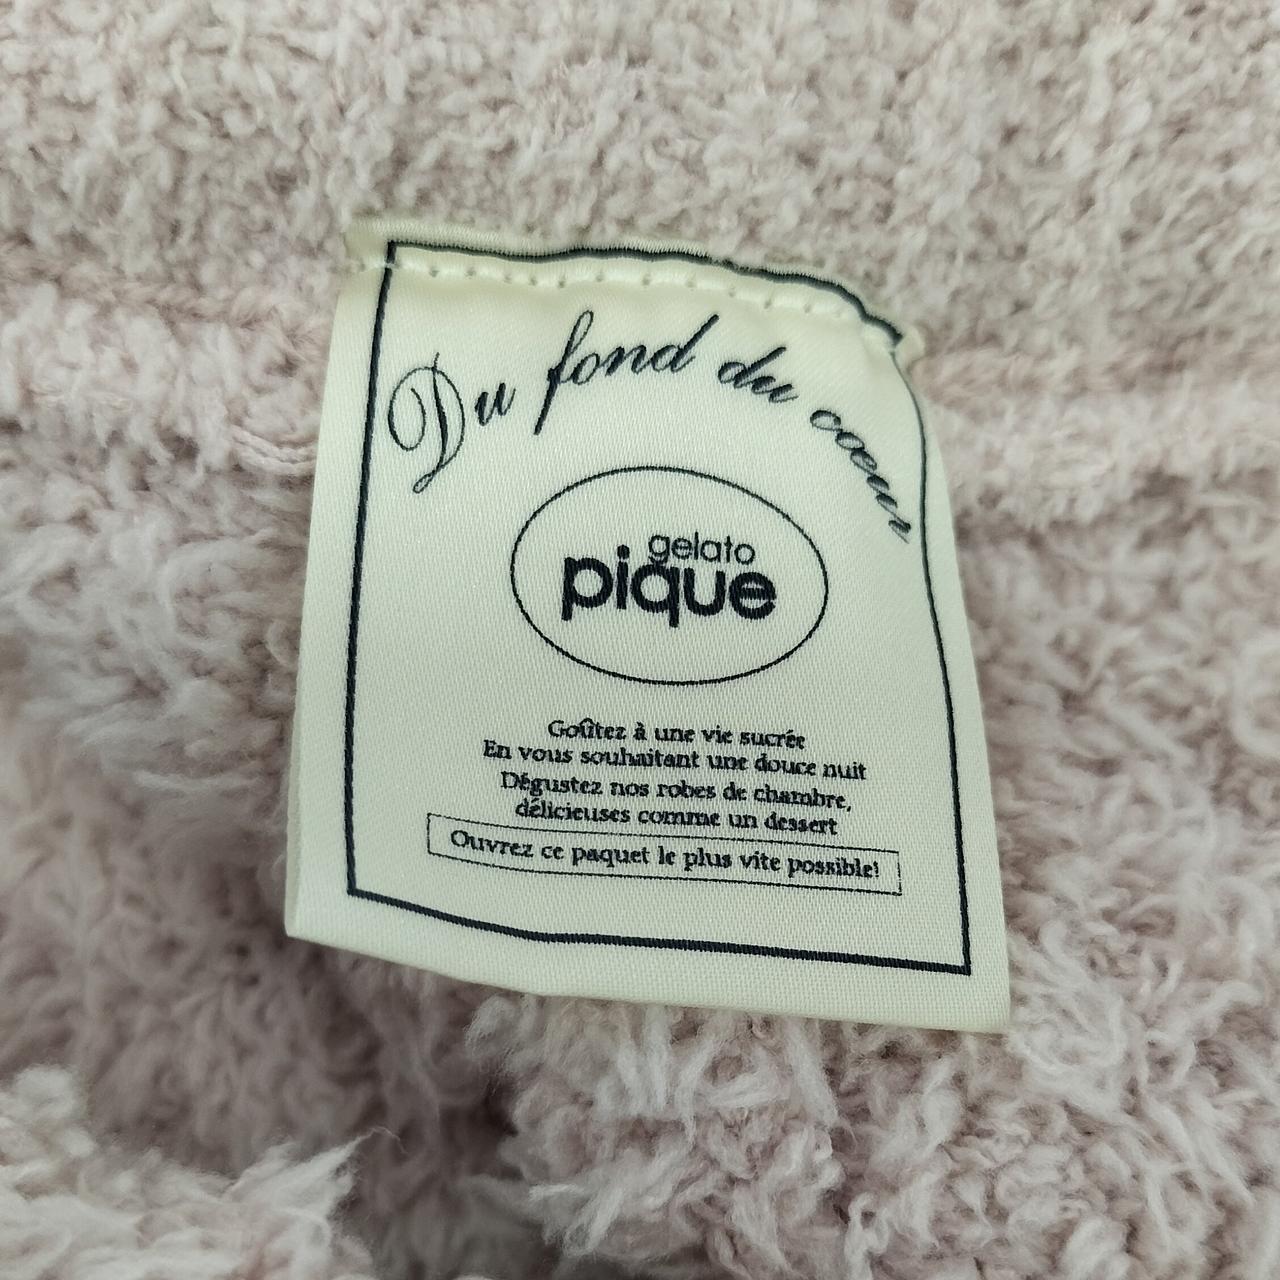 Du fond du cœur
gelato
pique
Goûtez à une vie sucrée
En vous souhaitant une douce nuit
Dégustez nos robes de chambre,
délicieuses comme un dessert
Ouvrez ce paquet le plus vite possible!